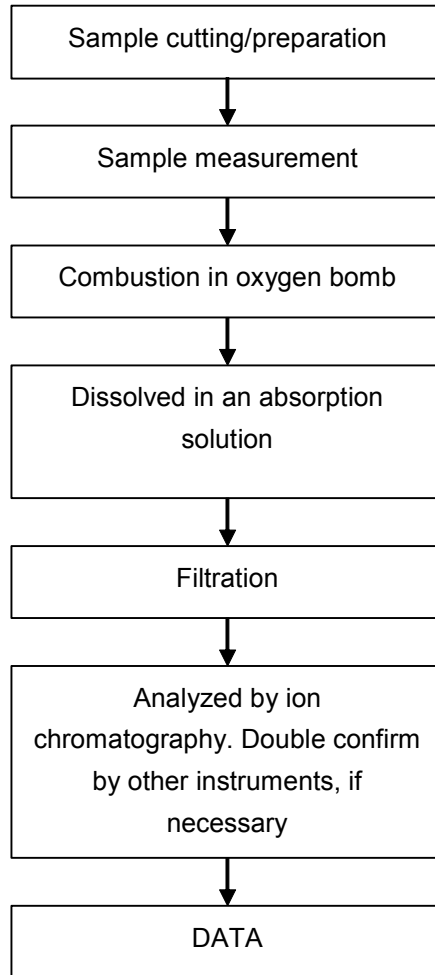 Sample cutting/preparation
Sample measurement
Combustion in oxygen bomb
Dissolved in an absorption
solution
Filtration
Analyzed by ion
chromatography. Double confirm
by other instruments, if
necessary
DATA